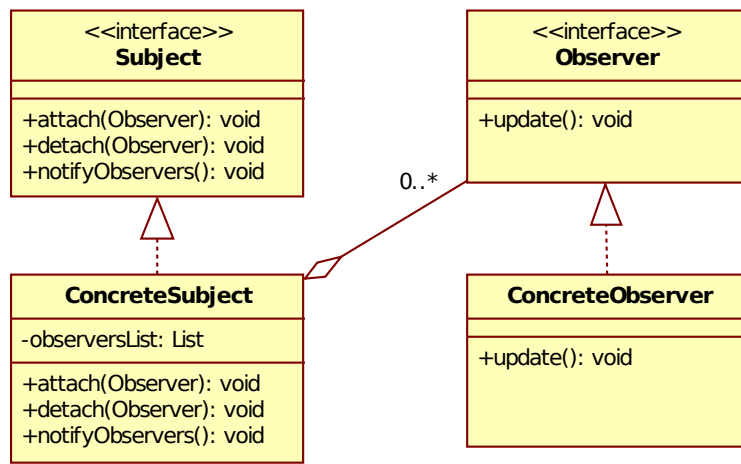 <<interface>>
Subject
+attach(Observer): void
+detach(Observer): void
+notifyObservers(): void
<<interface>>
Observer
+update(): void
0..*
ConcreteSubject
-observersList: List
+attach(Observer): void
+detach(Observer): void
+notifyObservers(): void
ConcreteObserver
+update(): void